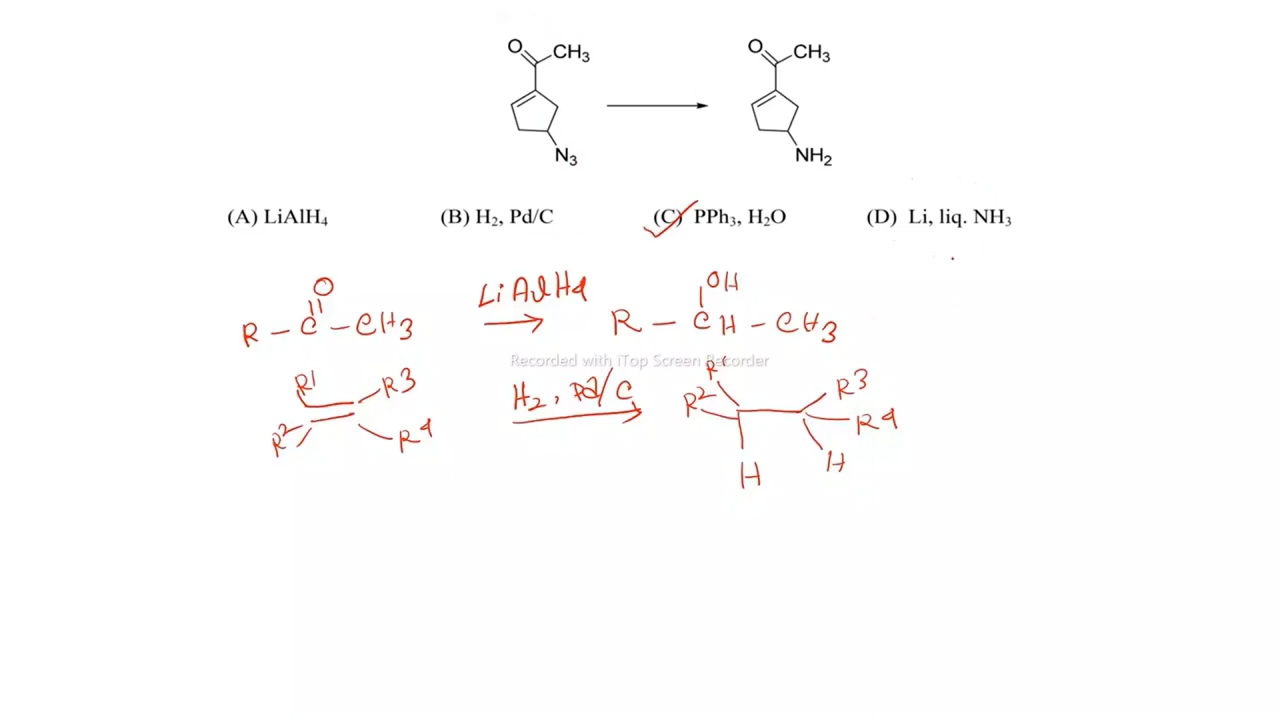 O CH₃ O CH₃
N₃ NH₂
(A) LiAlH₄ (B) H₂, Pd/C (C) PPh₃, H₂O (D) Li, liq. NH₃
O OH
R – C – CH3 LiAlH4 R – CH – CH3
Recorded with iTop Screen Recorder
R¹ R3 H₂, Pd/C R¹ R² R3
R² R4 R4
H H